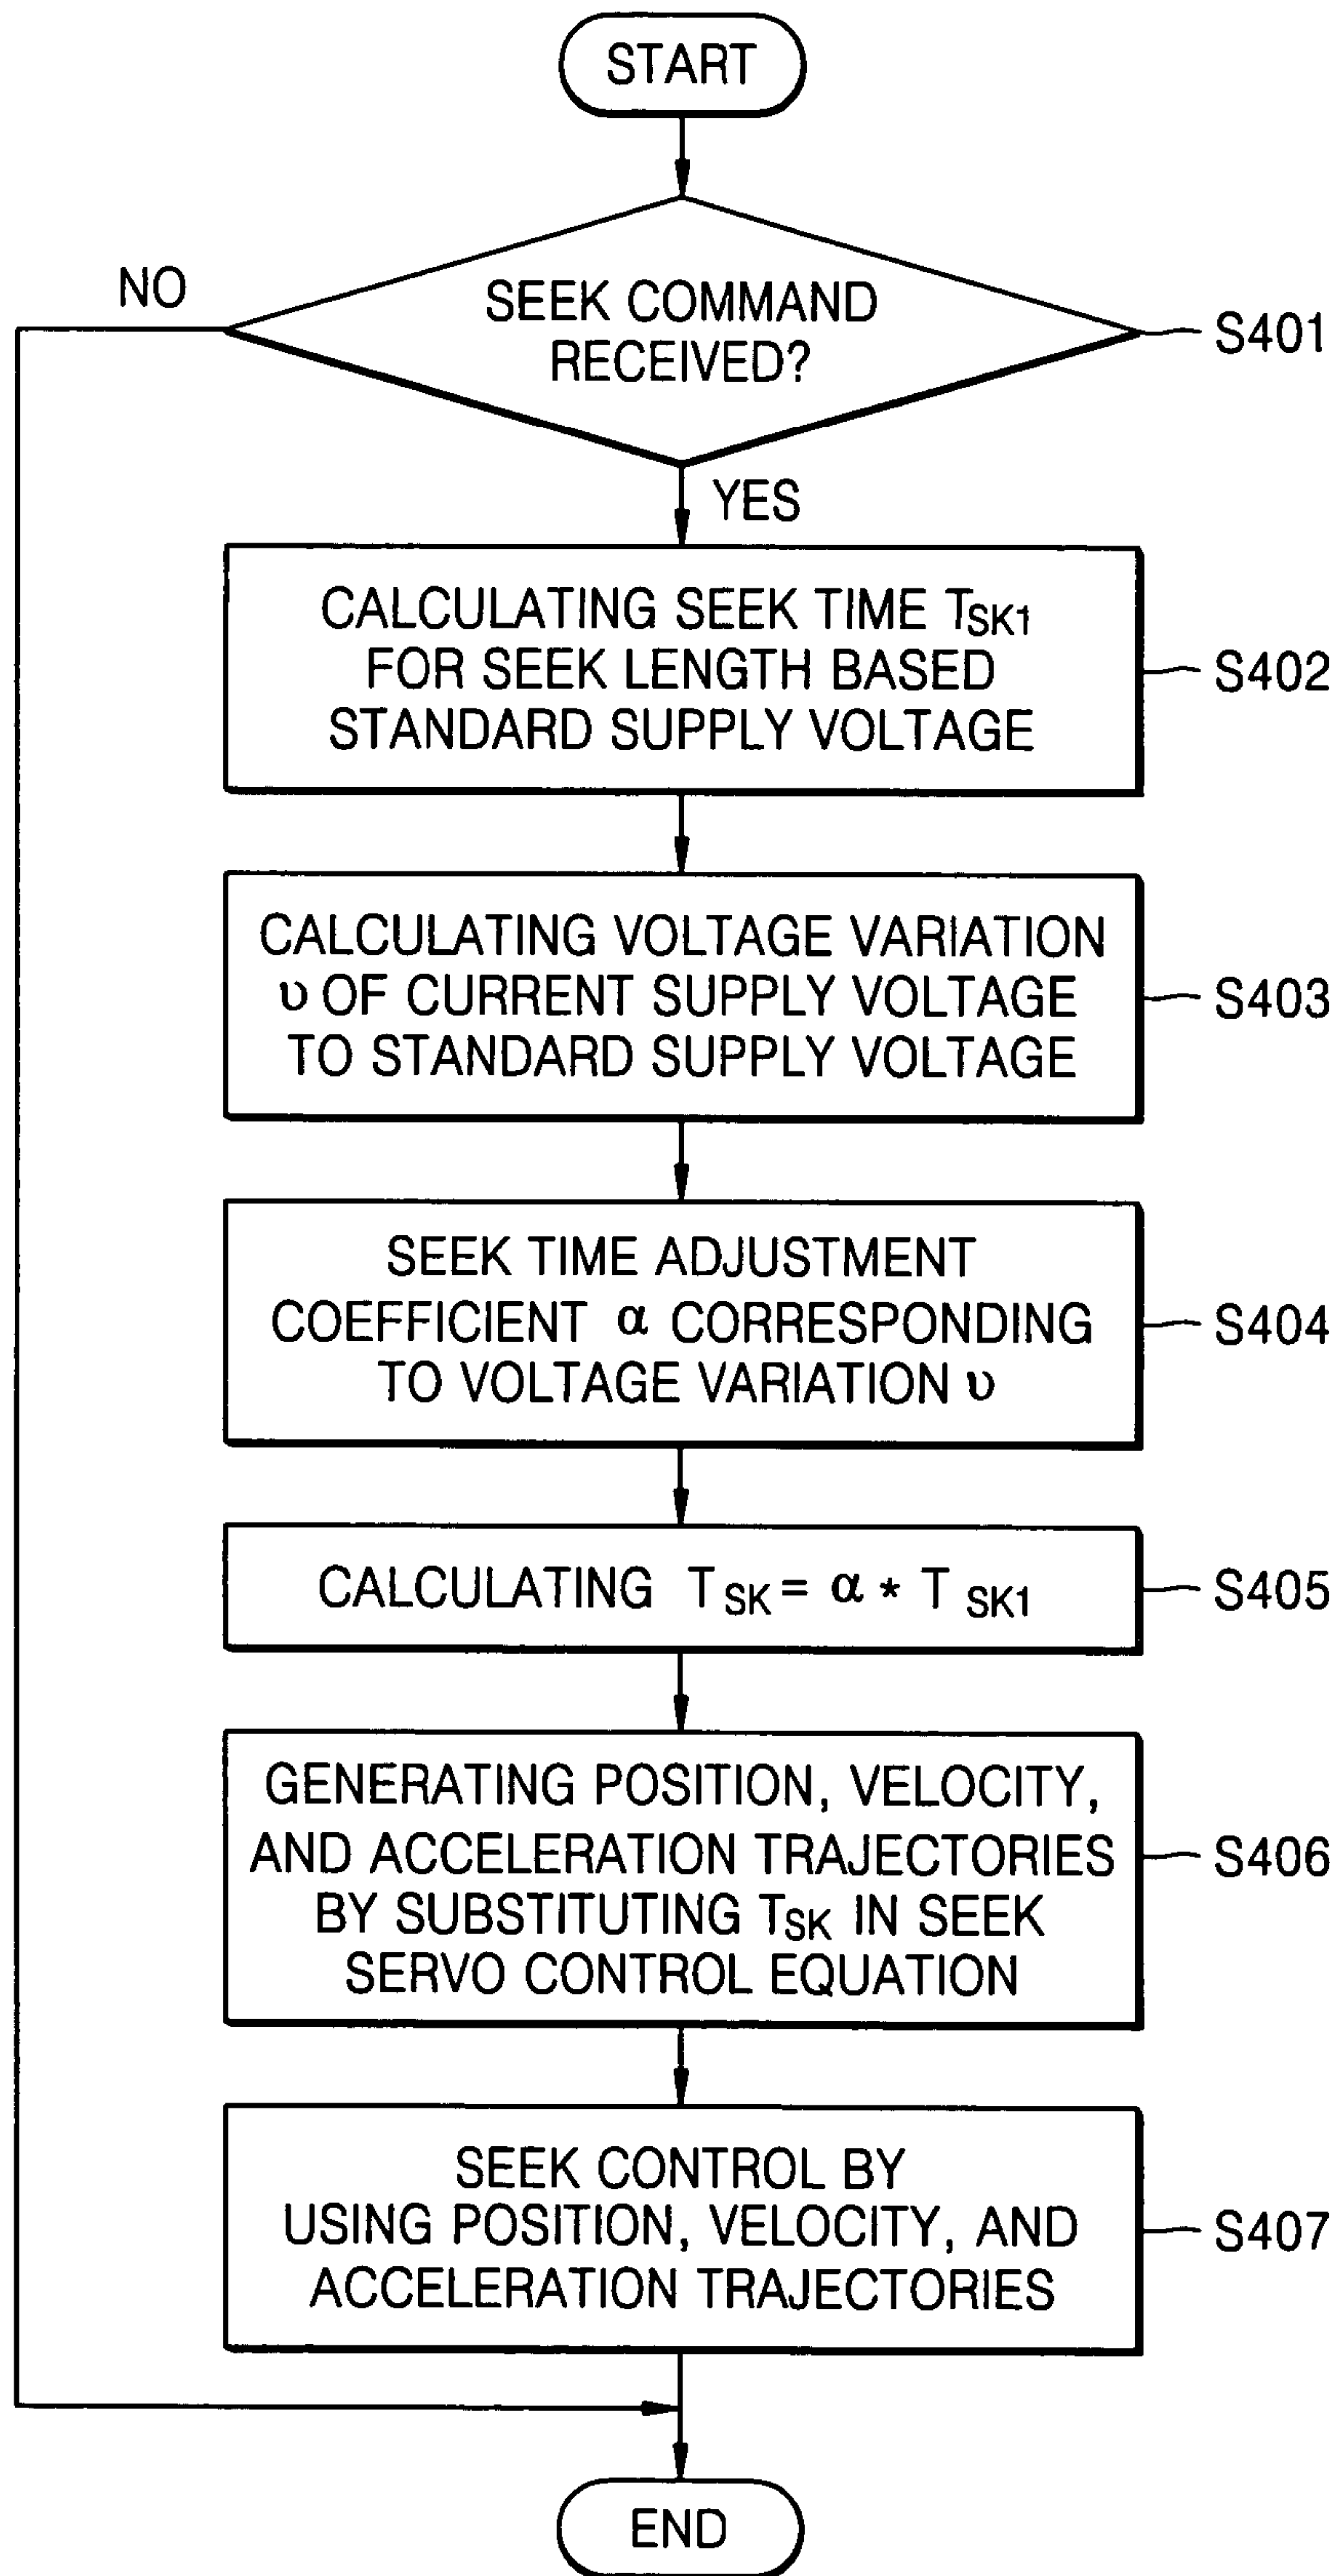 START
NO
SEEK COMMAND
RECEIVED?
S401
YES
CALCULATING SEEK TIME TSK1
FOR SEEK LENGTH BASED
STANDARD SUPPLY VOLTAGE
S402
CALCULATING VOLTAGE VARIATION
υ OF CURRENT SUPPLY VOLTAGE
TO STANDARD SUPPLY VOLTAGE
S403
SEEK TIME ADJUSTMENT
COEFFICIENT α CORRESPONDING
TO VOLTAGE VARIATION υ
S404
CALCULATING TSK = α * TSK1
S405
GENERATING POSITION, VELOCITY,
AND ACCELERATION TRAJECTORIES
BY SUBSTITUTING TSK IN SEEK
SERVO CONTROL EQUATION
S406
SEEK CONTROL BY
USING POSITION, VELOCITY, AND
ACCELERATION TRAJECTORIES
S407
END